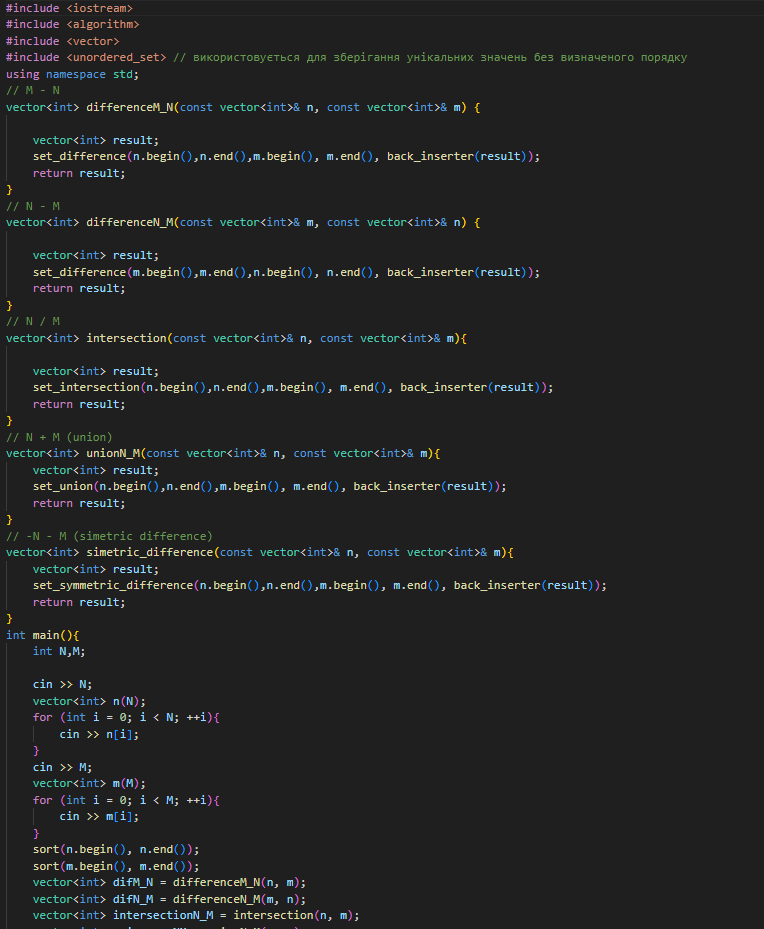 #include <iostream>
#include <algorithm>
#include <vector>
#include <unordered_set> // використовується для зберігання унікальних значень без визначеного порядку
using namespace std;
// M - N
vector<int> differenceM_N(const vector<int>& n, const vector<int>& m) {
vector<int> result;
set_difference(n.begin(),n.end(),m.begin(), m.end(), back_inserter(result));
return result;
}
// N - M
vector<int> differenceN_M(const vector<int>& m, const vector<int>& n) {
vector<int> result;
set_difference(m.begin(),m.end(),n.begin(), n.end(), back_inserter(result));
return result;
}
// N / M
vector<int> intersection(const vector<int>& n, const vector<int>& m){
vector<int> result;
set_intersection(n.begin(),n.end(),m.begin(), m.end(), back_inserter(result));
return result;
}
// N + M (union)
vector<int> unionN_M(const vector<int>& n, const vector<int>& m){
vector<int> result;
set_union(n.begin(),n.end(),m.begin(), m.end(), back_inserter(result));
return result;
}
// -N - M (simetric difference)
vector<int> simetric_difference(const vector<int>& n, const vector<int>& m){
vector<int> result;
set_symmetric_difference(n.begin(),n.end(),m.begin(), m.end(), back_inserter(result));
return result;
}
int main(){
int N,M;
cin >> N;
vector<int> n(N);
for (int i = 0; i < N; ++i){
cin >> n[i];
}
cin >> M;
vector<int> m(M);
for (int i = 0; i < M; ++i){
cin >> m[i];
}
sort(n.begin(), n.end());
sort(m.begin(), m.end());
vector<int> difM_N = differenceM_N(n, m);
vector<int> difN_M = differenceN_M(m, n);
vector<int> intersectionN_M = intersection(n, m);